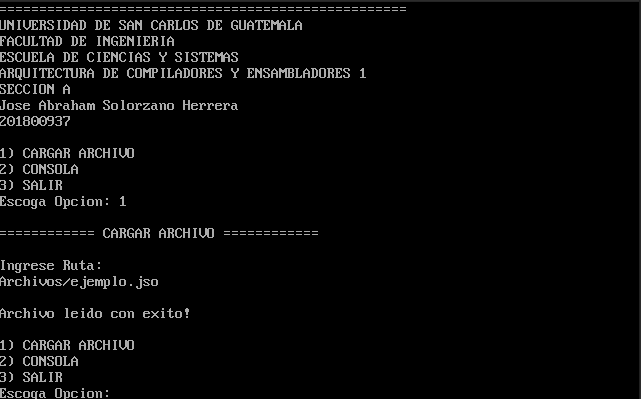 ====================================================
UNIVERSIDAD DE SAN CARLOS DE GUATEMALA
FACULTAD DE INGENIERIA
ESCUELA DE CIENCIAS Y SISTEMAS
ARQUITECTURA DE COMPILADORES Y ENSAMBLADORES 1
SECCION A
Jose Abraham Solorzano Herrera
201800937
1) CARGAR ARCHIVO
2) CONSOLA
3) SALIR
Escoga Opcion: 1
============ CARGAR ARCHIVO ============
Ingrese Ruta:
Archivos/ejemplo.jso
Archivo leido con exito!
1) CARGAR ARCHIVO
2) CONSOLA
3) SALIR
Escoga Opcion: